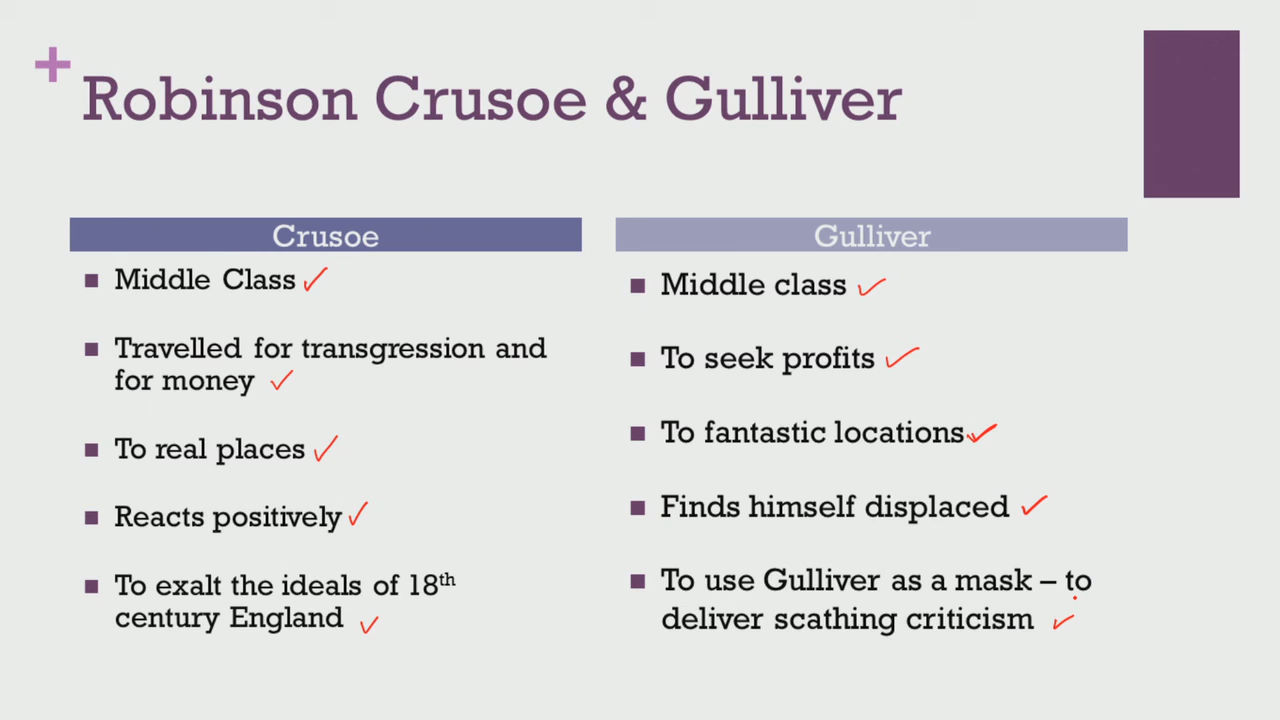 Robinson Crusoe & Gulliver
Crusoe
Middle Class
Travelled for transgression and
for money
To real places
Reacts positively
To exalt the ideals of 18th
century England
Gulliver
Middle class
To seek profits
To fantastic locations
Finds himself displaced
To use Gulliver as a mask – to
deliver scathing criticism